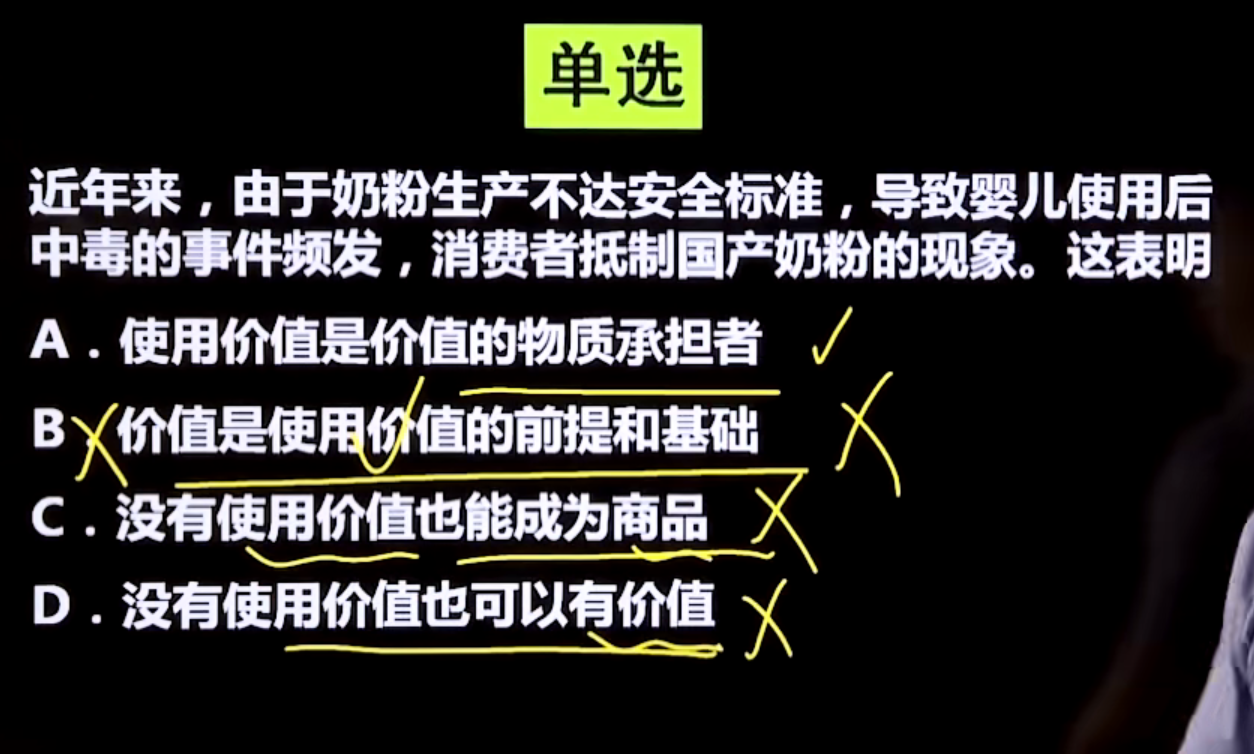 单选
近年来，由于奶粉生产不达安全标准，导致婴儿使用后
中毒的事件频发，消费者抵制国产奶粉的现象。这表明
A．使用价值是价值的物质承担者
B．价值是使用价值的前提和基础
C．没有使用价值也能成为商品
D．没有使用价值也可以有价值